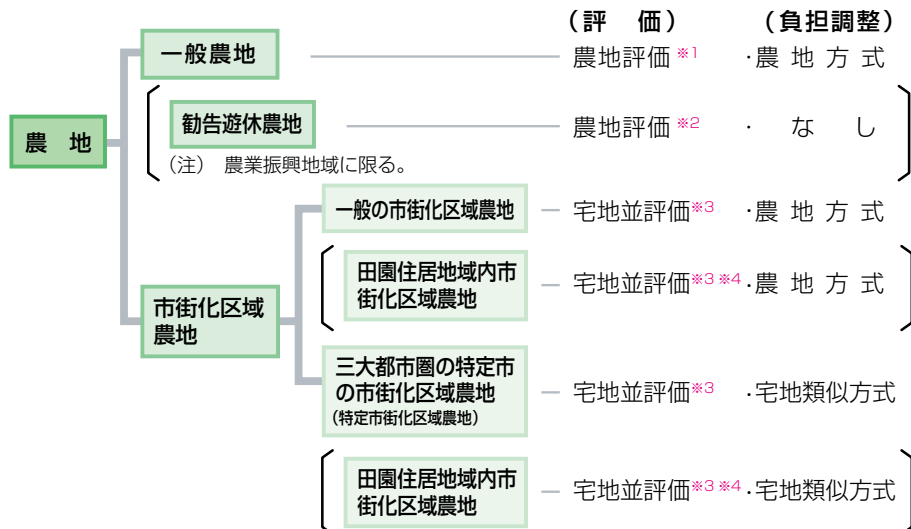 （評　価）　（負担調整）
一般農地　農地評価※1　・農地方式
勧告遊休農地　農地評価※2　・なし
農　地
（注）　農業振興地域に限る。
一般の市街化区域農地　宅地並評価※3　・農地方式
田園住居地域内市
街化区域農地
宅地並評価※3 ※4・農地方式
市街化区域
農地
三大都市圏の特定市
の市街化区域農地
（特定市街化区域農地）
宅地並評価※3　・宅地類似方式
田園住居地域内市
街化区域農地
宅地並評価※3 ※4・宅地類似方式